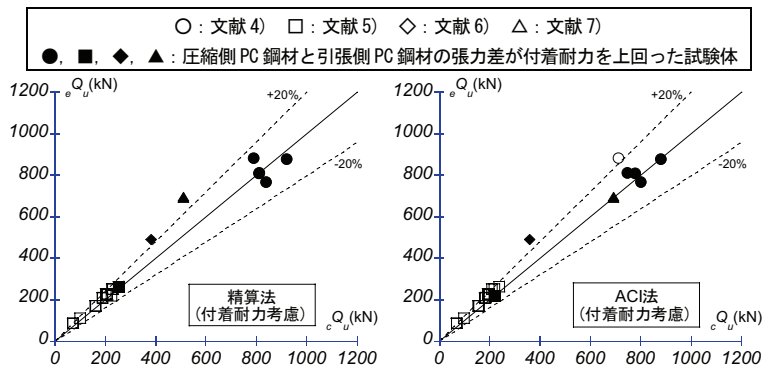 ○：文献 4)　□：文献 5)　◇：文献 6)　△：文献 7)
●，■，◆，▲：圧縮側 PC 鋼材と引張側 PC 鋼材の張力差が付着耐力を上回った試験体
eQu(kN)
1200
1000
800
600
400
200
0
0 200 400 600 800 1000 1200
+20%
-20%
精算法
(付着耐力考慮)
cQu(kN)
eQu(kN)
1200
1000
800
600
400
200
0
0 200 400 600 800 1000 1200
+20%
-20%
ACI法
(付着耐力考慮)
cQu(kN)